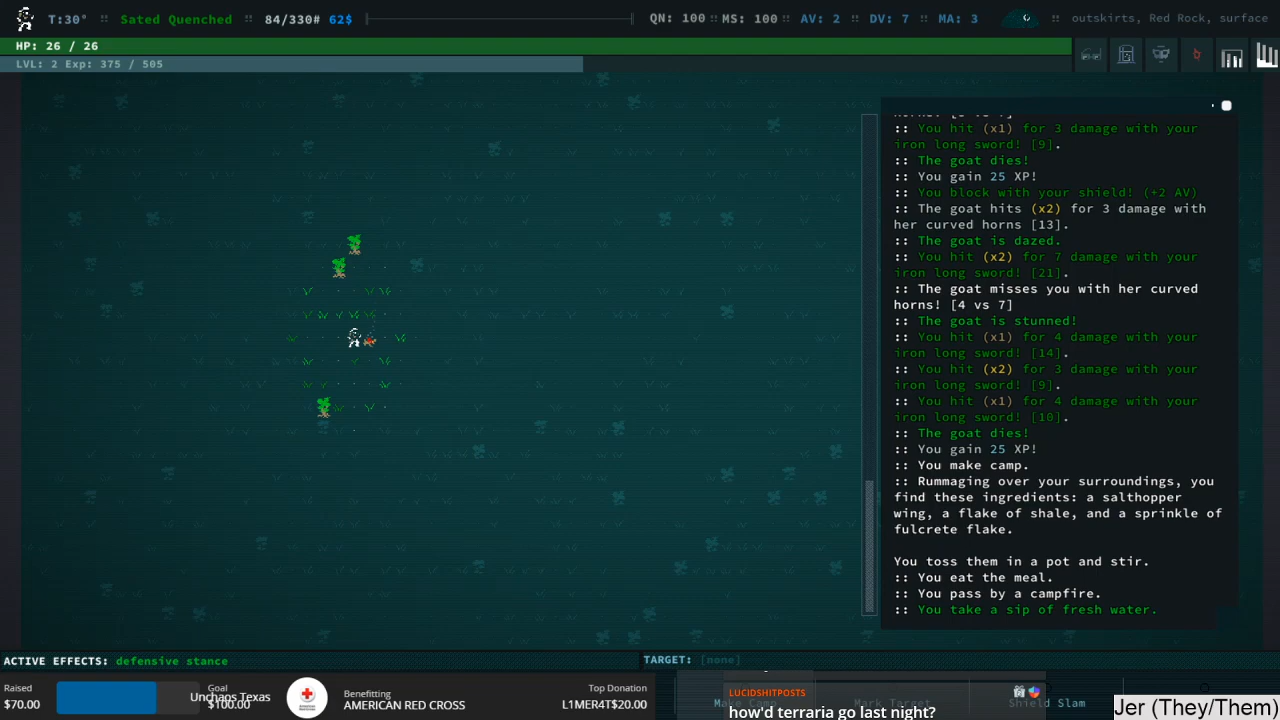 T:30° :: Sated Quenched :: 84/330# 62$ QN: 100 :: MS: 100 :: AV: 2 :: DV: 7 :: MA: 3 :: outskirts, Red Rock, surface
HP: 26 / 26
LVL: 2 Exp: 375 / 505
:: You hit (x1) for 3 damage with your
iron long sword! [9].
:: The goat dies!
:: You gain 25 XP!
:: You block with your shield! (+2 AV)
:: The goat hits (x2) for 3 damage with
her curved horns [13].
:: The goat is dazed.
:: You hit (x2) for 7 damage with your
iron long sword! [21].
:: The goat misses you with her curved
horns! [4 vs 7]
:: The goat is stunned!
:: You hit (x1) for 4 damage with your
iron long sword! [14].
:: You hit (x2) for 3 damage with your
iron long sword! [9].
:: You hit (x1) for 4 damage with your
iron long sword! [10].
:: The goat dies!
:: You gain 25 XP!
:: You make camp.
:: Rummaging over your surroundings, you
find these ingredients: a salthopper
wing, a flake of shale, and a sprinkle of
fulcrete flake.
You toss them in a pot and stir.
:: You eat the meal.
:: You pass by a campfire.
:: You take a sip of fresh water.
ACTIVE EFFECTS: defensive stance
TARGET: [none]
Raised
$70.00
Goal
$100.00
Unchags Texas
Benefitting
AMERICAN RED CROSS
Top Donation
L1MER4T$20.00
LUCIDSHITPOSTS
how'd terraria go last night?
Make Camp
Mark Target
Shield Slam
Jer (They/Them)